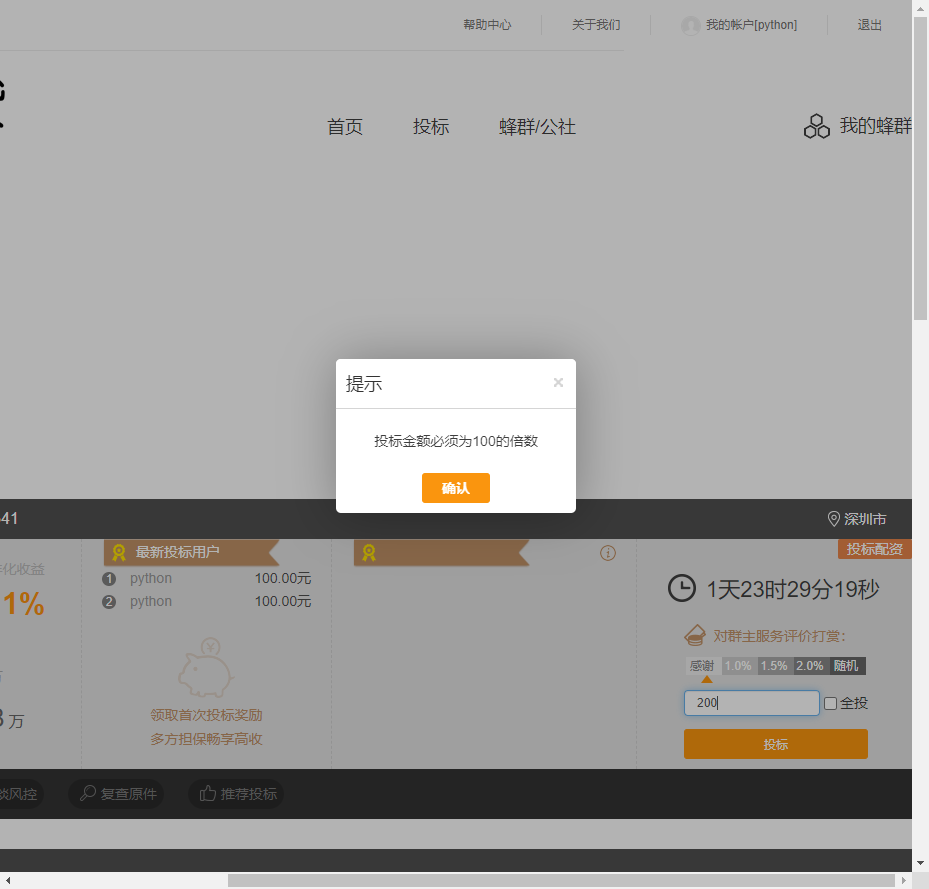 帮助中心 关于我们 我的帐户[python] 退出
首页 投标 蜂群/公社 我的蜂群
提示 ×
投标金额必须为100的倍数
确认
41 深圳市
最新投标用户 投标配资
化收益
1 python 100.00元
1天23时29分19秒
1%
2 python 100.00元
对群主服务评价打赏：
感谢 1.0% 1.5% 2.0% 随机
200 全投
万
领取首次投标奖励
多方担保畅享高收
投标
谈风控 复查原件 推荐投标